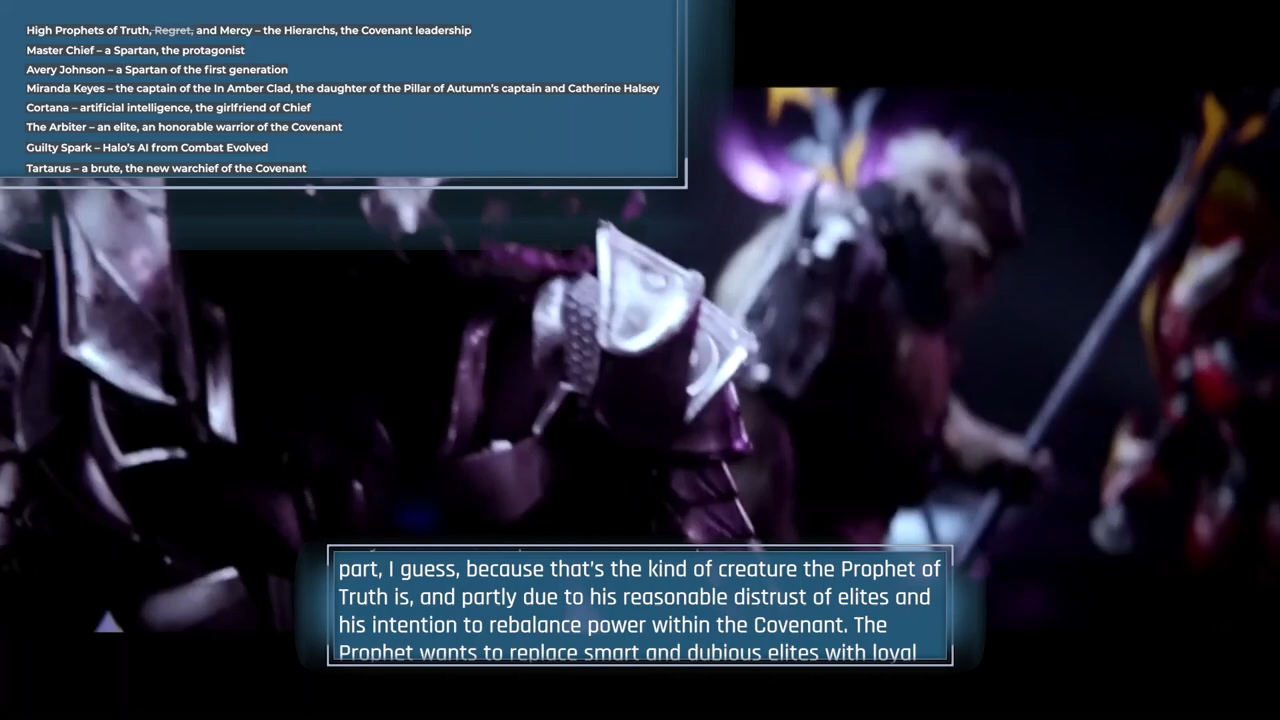 High Prophets of Truth, Regret, and Mercy – the Hierarchs, the Covenant leadership
Master Chief – a Spartan, the protagonist
Avery Johnson – a Spartan of the first generation
Miranda Keyes – the captain of the In Amber Clad, the daughter of the Pillar of Autumn's captain and Catherine Halsey
Cortana – artificial intelligence, the girlfriend of Chief
The Arbiter – an elite, an honorable warrior of the Covenant
Guilty Spark – Halo's AI from Combat Evolved
Tartarus – a brute, the new warchief of the Covenant
part, I guess, because that's the kind of creature the Prophet of
Truth is, and partly due to his reasonable distrust of elites and
his intention to rebalance power within the Covenant. The
Prophet wants to replace smart and dubious elites with loyal